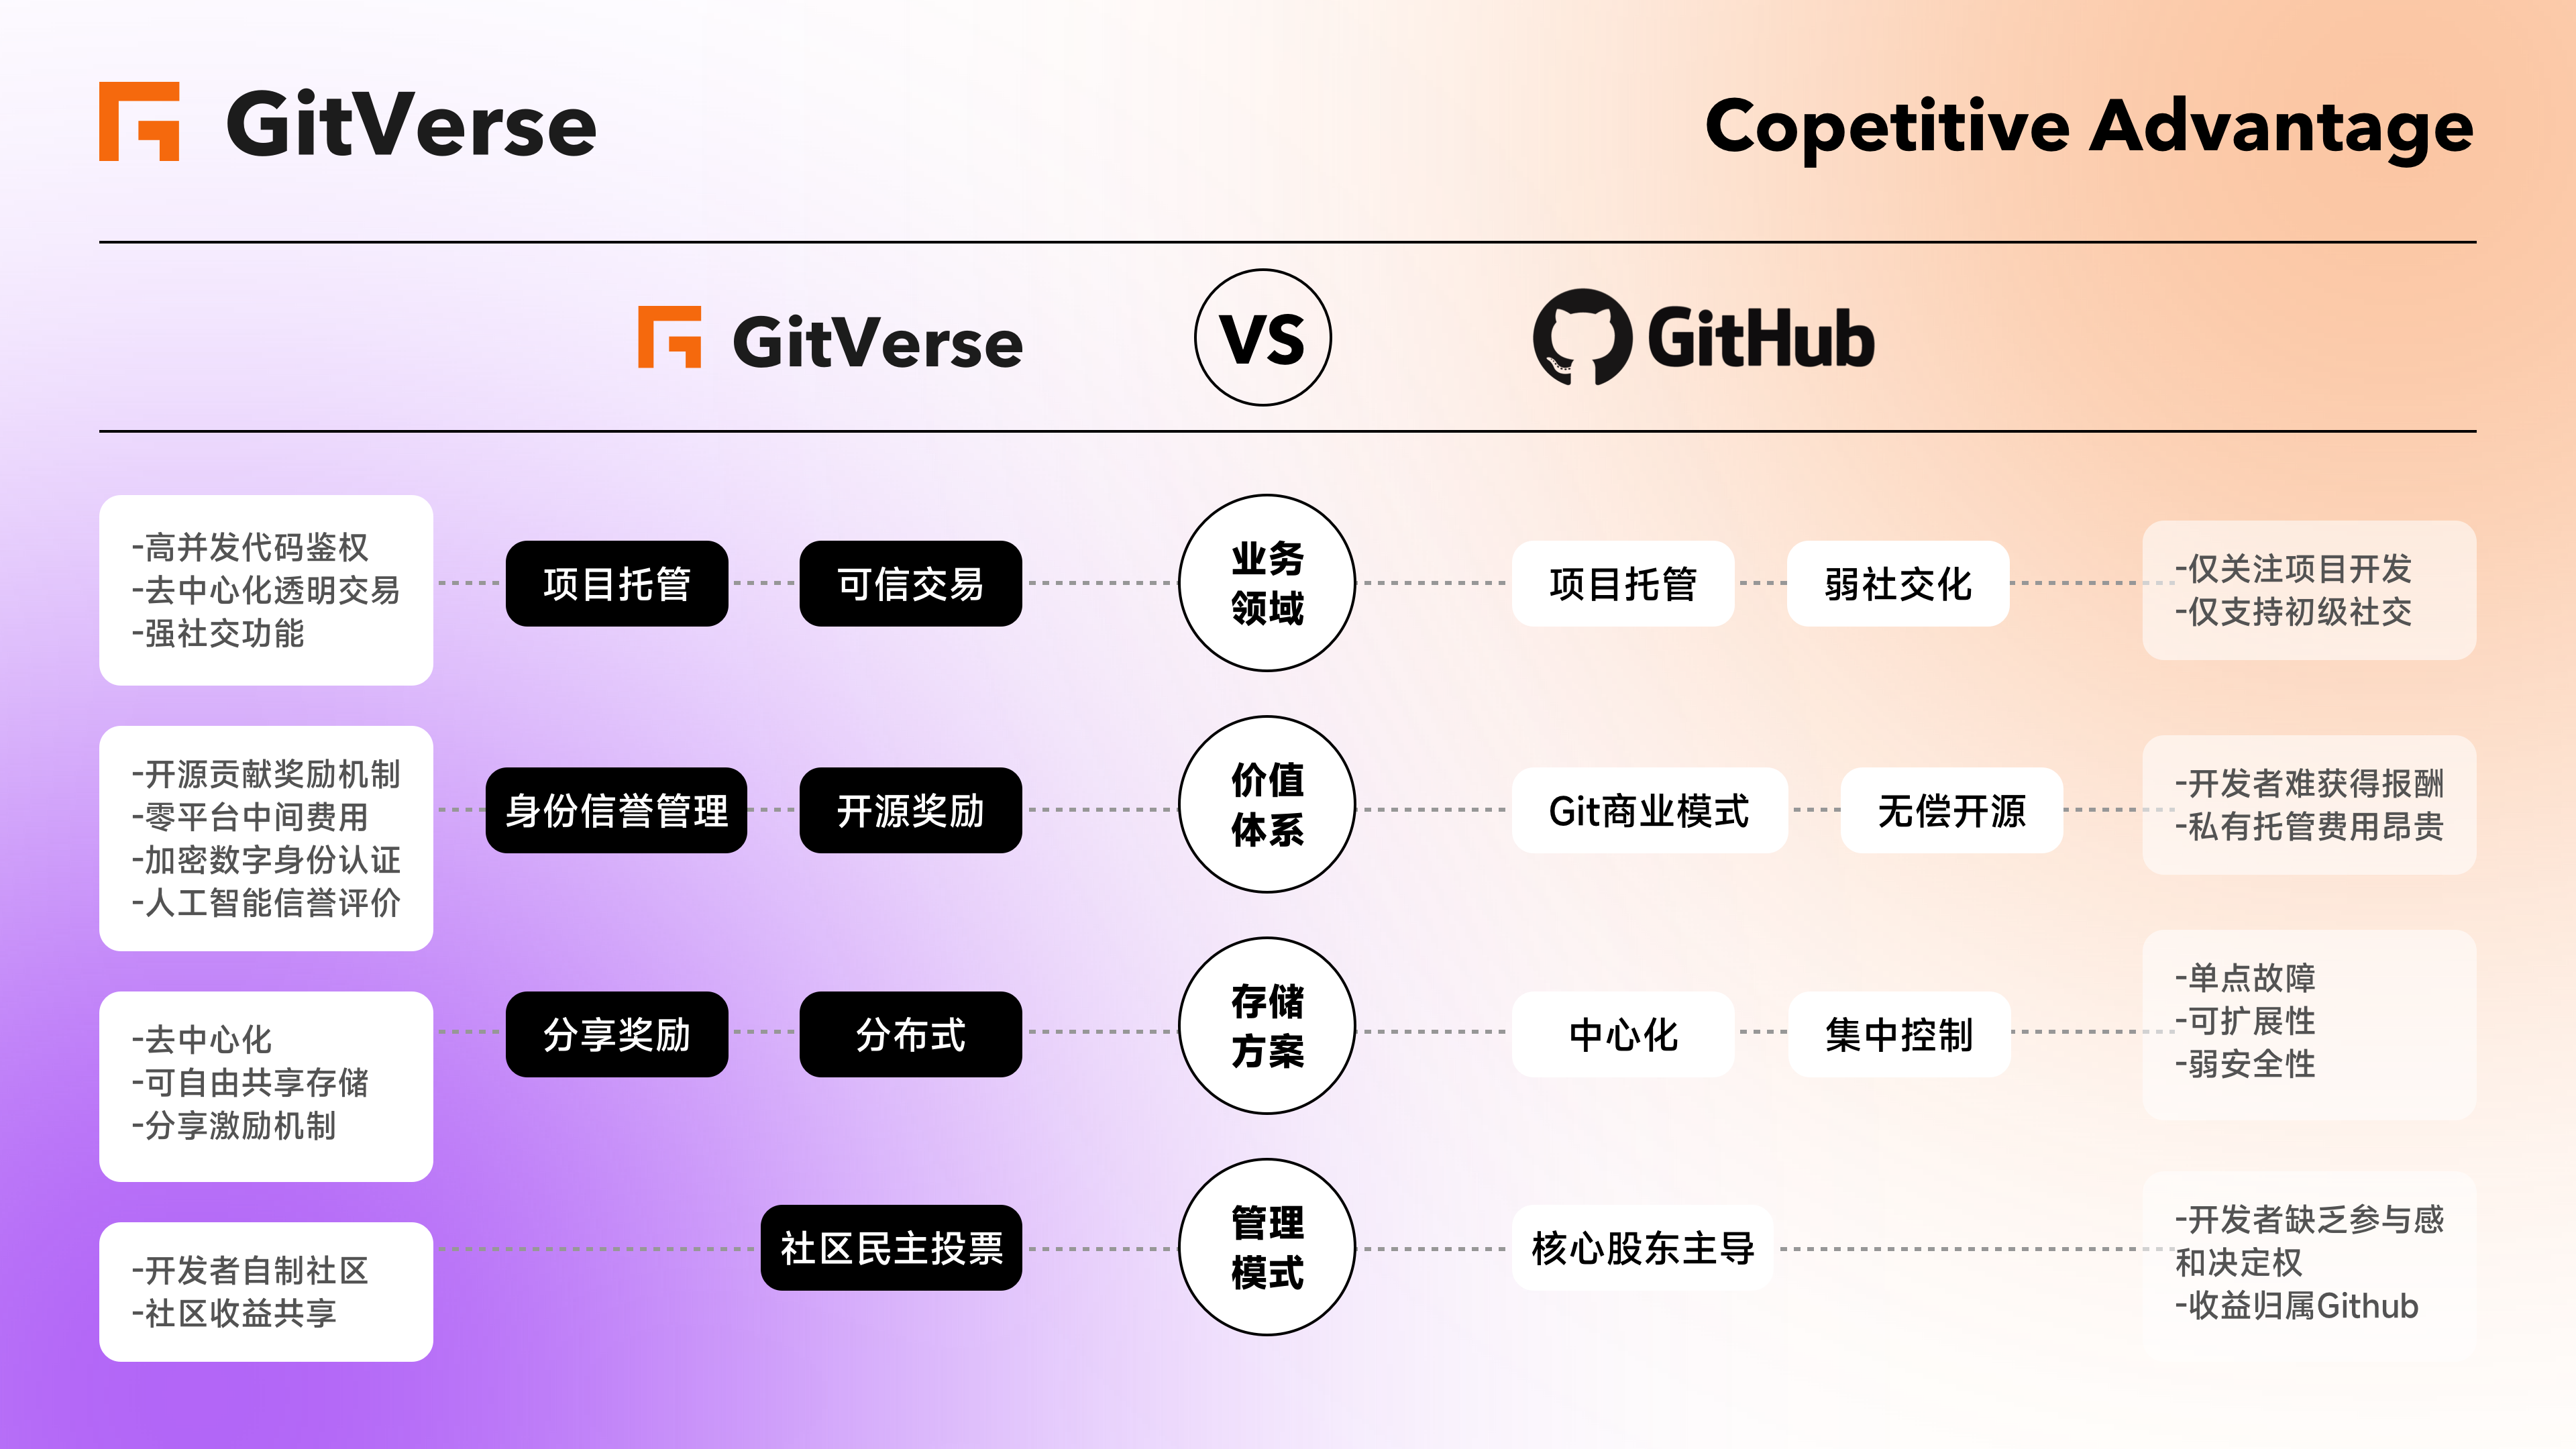 GitVerse
Copetitive Advantage
GitVerse
VS
GitHub
-高并发代码鉴权
-去中心化透明交易
-强社交功能
项目托管
可信交易
业务
领域
项目托管
弱社交化
-仅关注项目开发
-仅支持初级社交
-开源贡献奖励机制
-零平台中间费用
-加密数字身份认证
-人工智能信誉评价
身份信誉管理
开源奖励
价值
体系
Git商业模式
无偿开源
-开发者难获得报酬
-私有托管费用昂贵
-去中心化
-可自由共享存储
-分享激励机制
分享奖励
分布式
存储
方案
中心化
集中控制
-单点故障
-可扩展性
-弱安全性
-开发者自制社区
-社区收益共享
社区民主投票
管理
模式
核心股东主导
-开发者缺乏参与感
和决定权
-收益归属Github